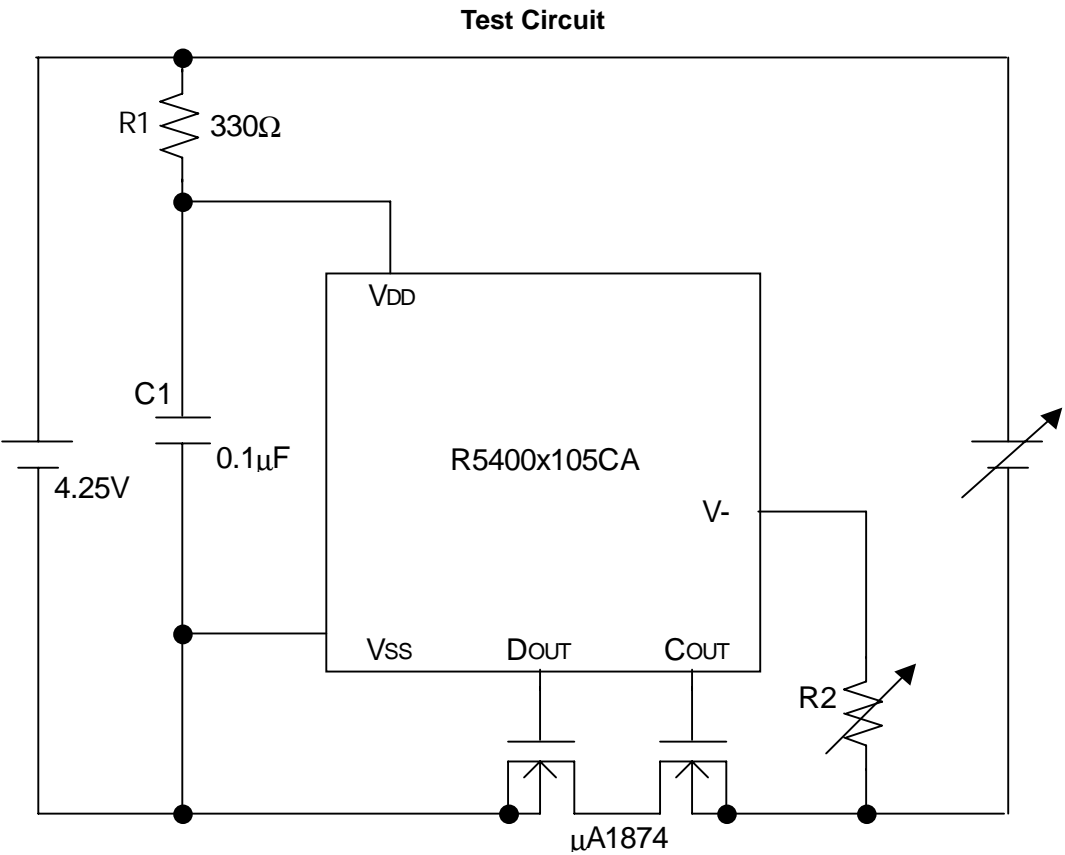 Test Circuit
R1
330Ω
VDD
C1
0.1μF
R5400x105CA
4.25V
V-
VSS
DOUT
COUT
R2
μA1874